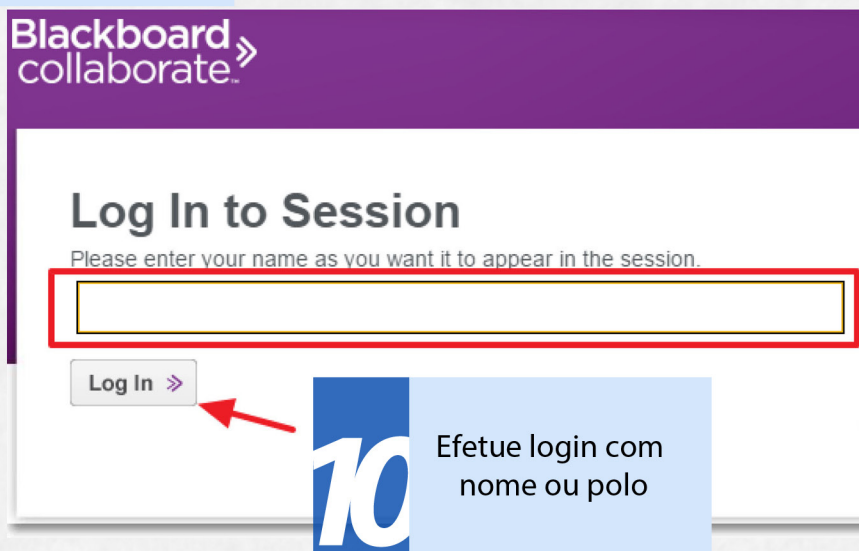 Blackboard
collaborate™
Log In to Session
Please enter your name as you want it to appear in the session.
Log In
10
Efetue login com
nome ou polo